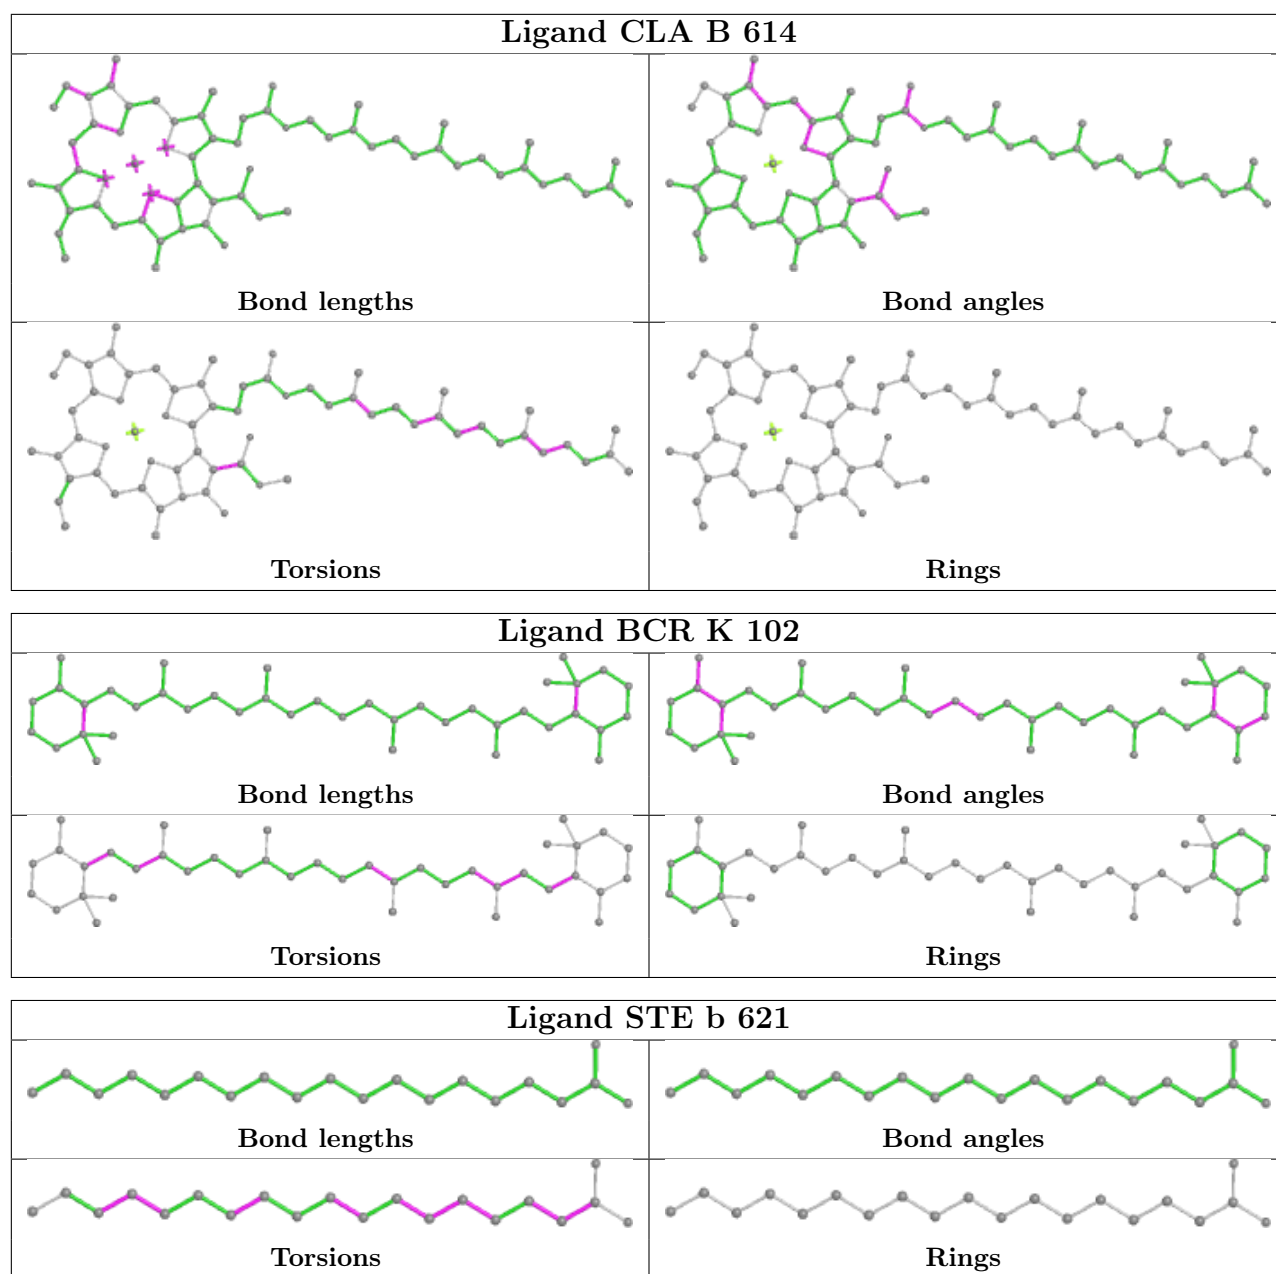 Ligand CLA B 614
Bond lengths
Bond angles
Torsions
Rings
Ligand BCR K 102
Bond lengths
Bond angles
Torsions
Rings
Ligand STE b 621
Bond lengths
Bond angles
Torsions
Rings